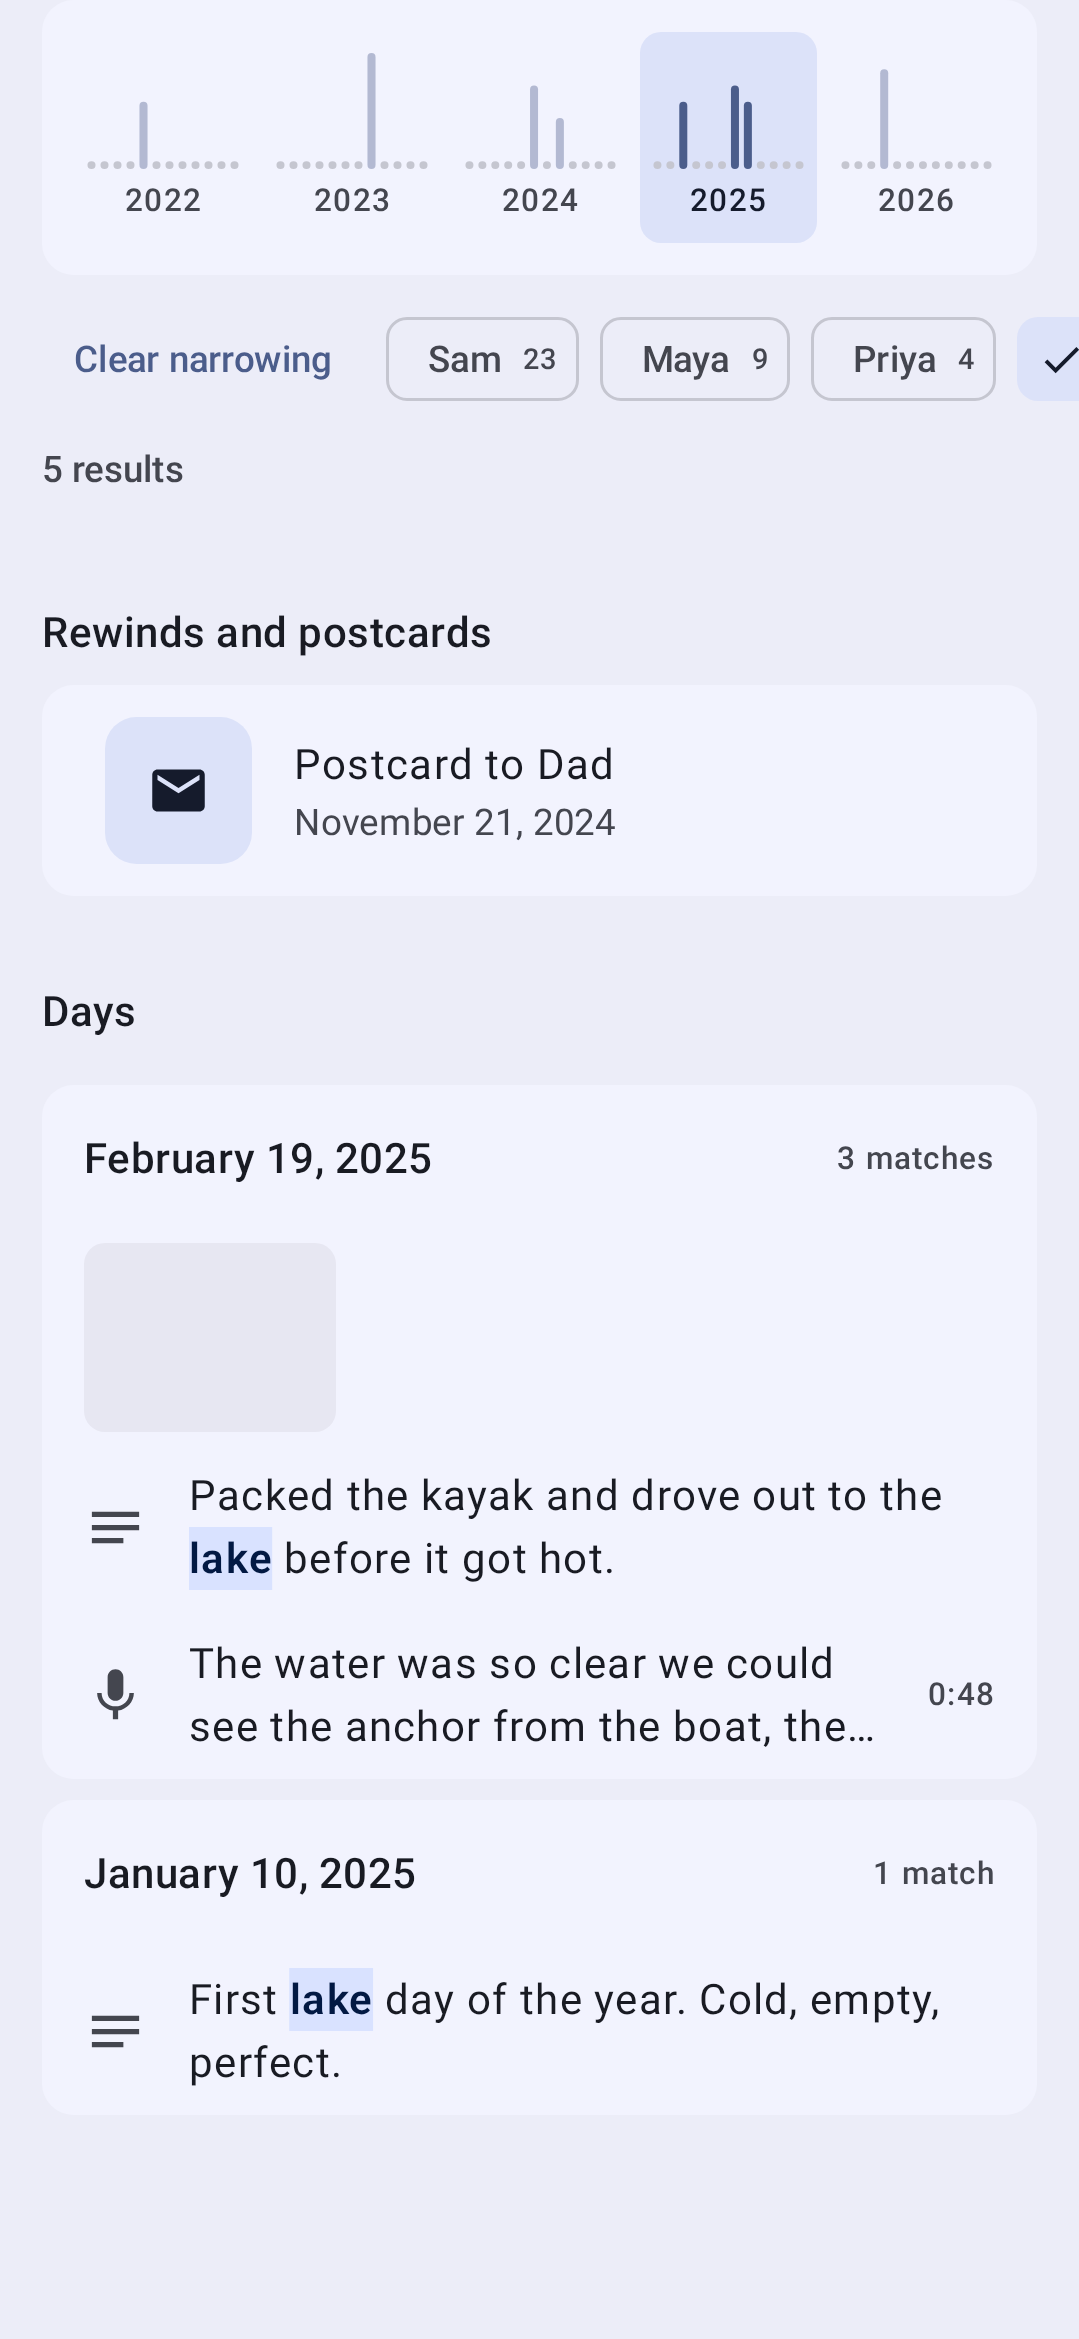 2022 2023 2024 2025 2026
Clear narrowing Sam 23 Maya 9 Priya 4
5 results
Rewinds and postcards
Postcard to Dad
November 21, 2024
Days
February 19, 2025 3 matches
Packed the kayak and drove out to the
lake before it got hot.
The water was so clear we could
see the anchor from the boat, the…
0:48
January 10, 2025 1 match
First lake day of the year. Cold, empty,
perfect.